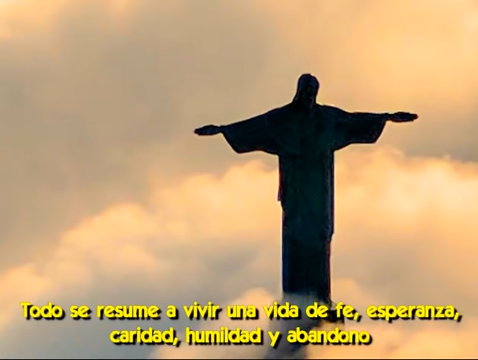 Todo se resume a vivir una vida de fe, esperanza,
caridad, humildad y abandono